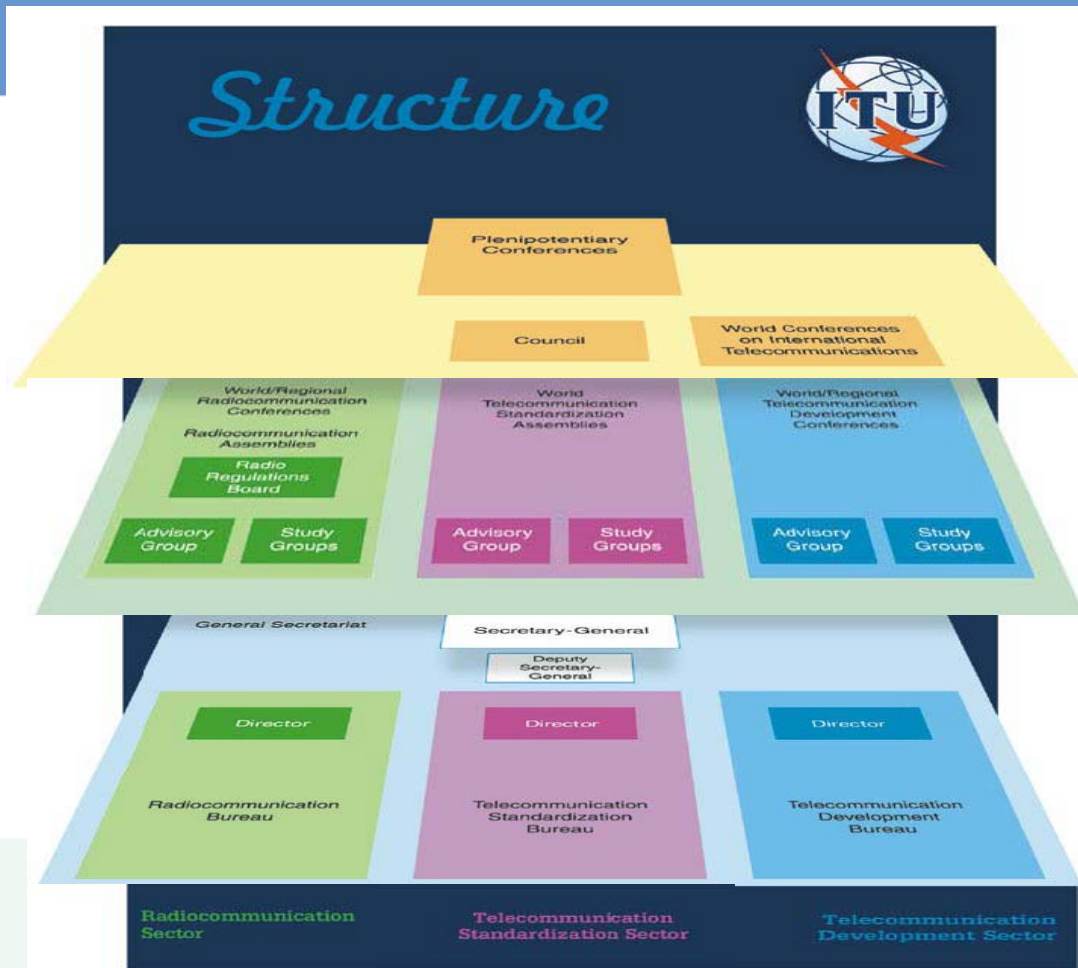 Structure
ITU
Plenipotentiary
Conferences
Council
World Conferences
on International
Telecommunications
World/Regional
Radiocommunication
Conferences
Radiocommunication
Assemblies
Radio
Regulations
Board
Advisory
Group
Study
Groups
World
Telecommunication
Standardization
Assemblies
Advisory
Group
Study
Groups
World/Regional
Telecommunication
Development
Conferences
Advisory
Group
Study
Groups
General Secretariat
Secretary-General
Deputy
Secretary-
General
Director
Radiocommunication
Bureau
Director
Telecommunication
Standardization
Bureau
Director
Telecommunication
Development
Bureau
Radiocommunication
Sector
Telecommunication
Standardization Sector
Telecommunication
Development Sector